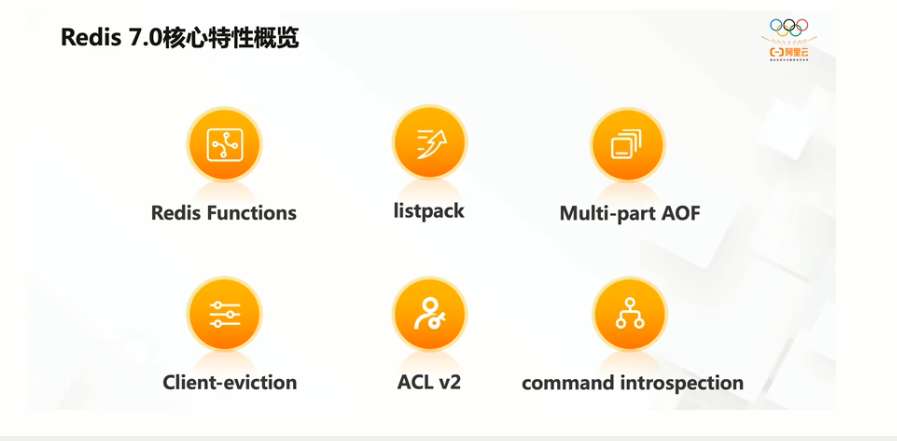 Redis 7.0核心特性概览
阿里云
Redis Functions
listpack
Multi-part AOF
Client-eviction
ACL v2
command introspection